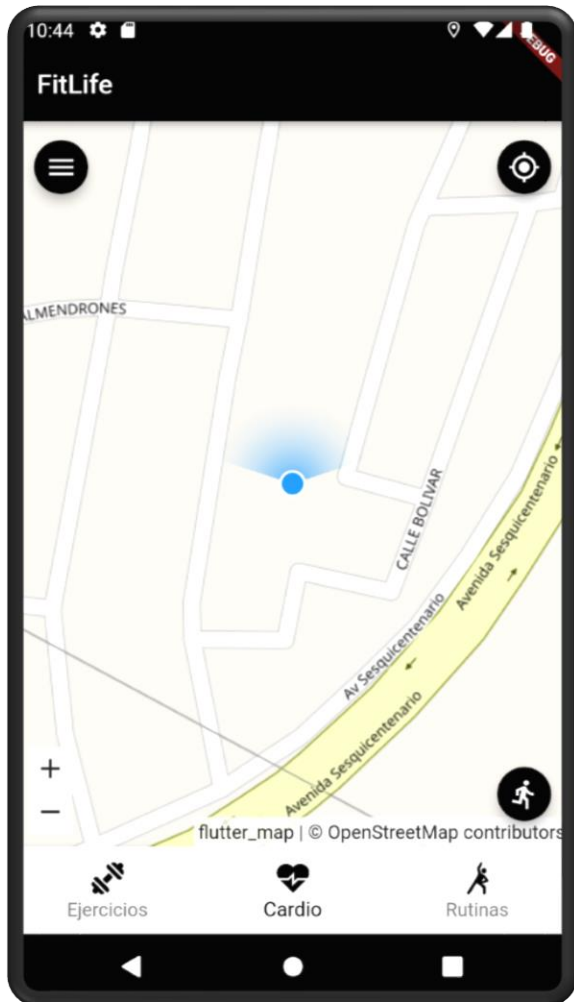 10:44
DEBUG
FitLife
ALMENDRONES
CALLE BOLIVAR
Avenida Sesquicentenario
Av Sesquicentenario
Avenida Sesquicentenario
+
−
flutter_map | © OpenStreetMap contributors
Ejercicios
Cardio
Rutinas